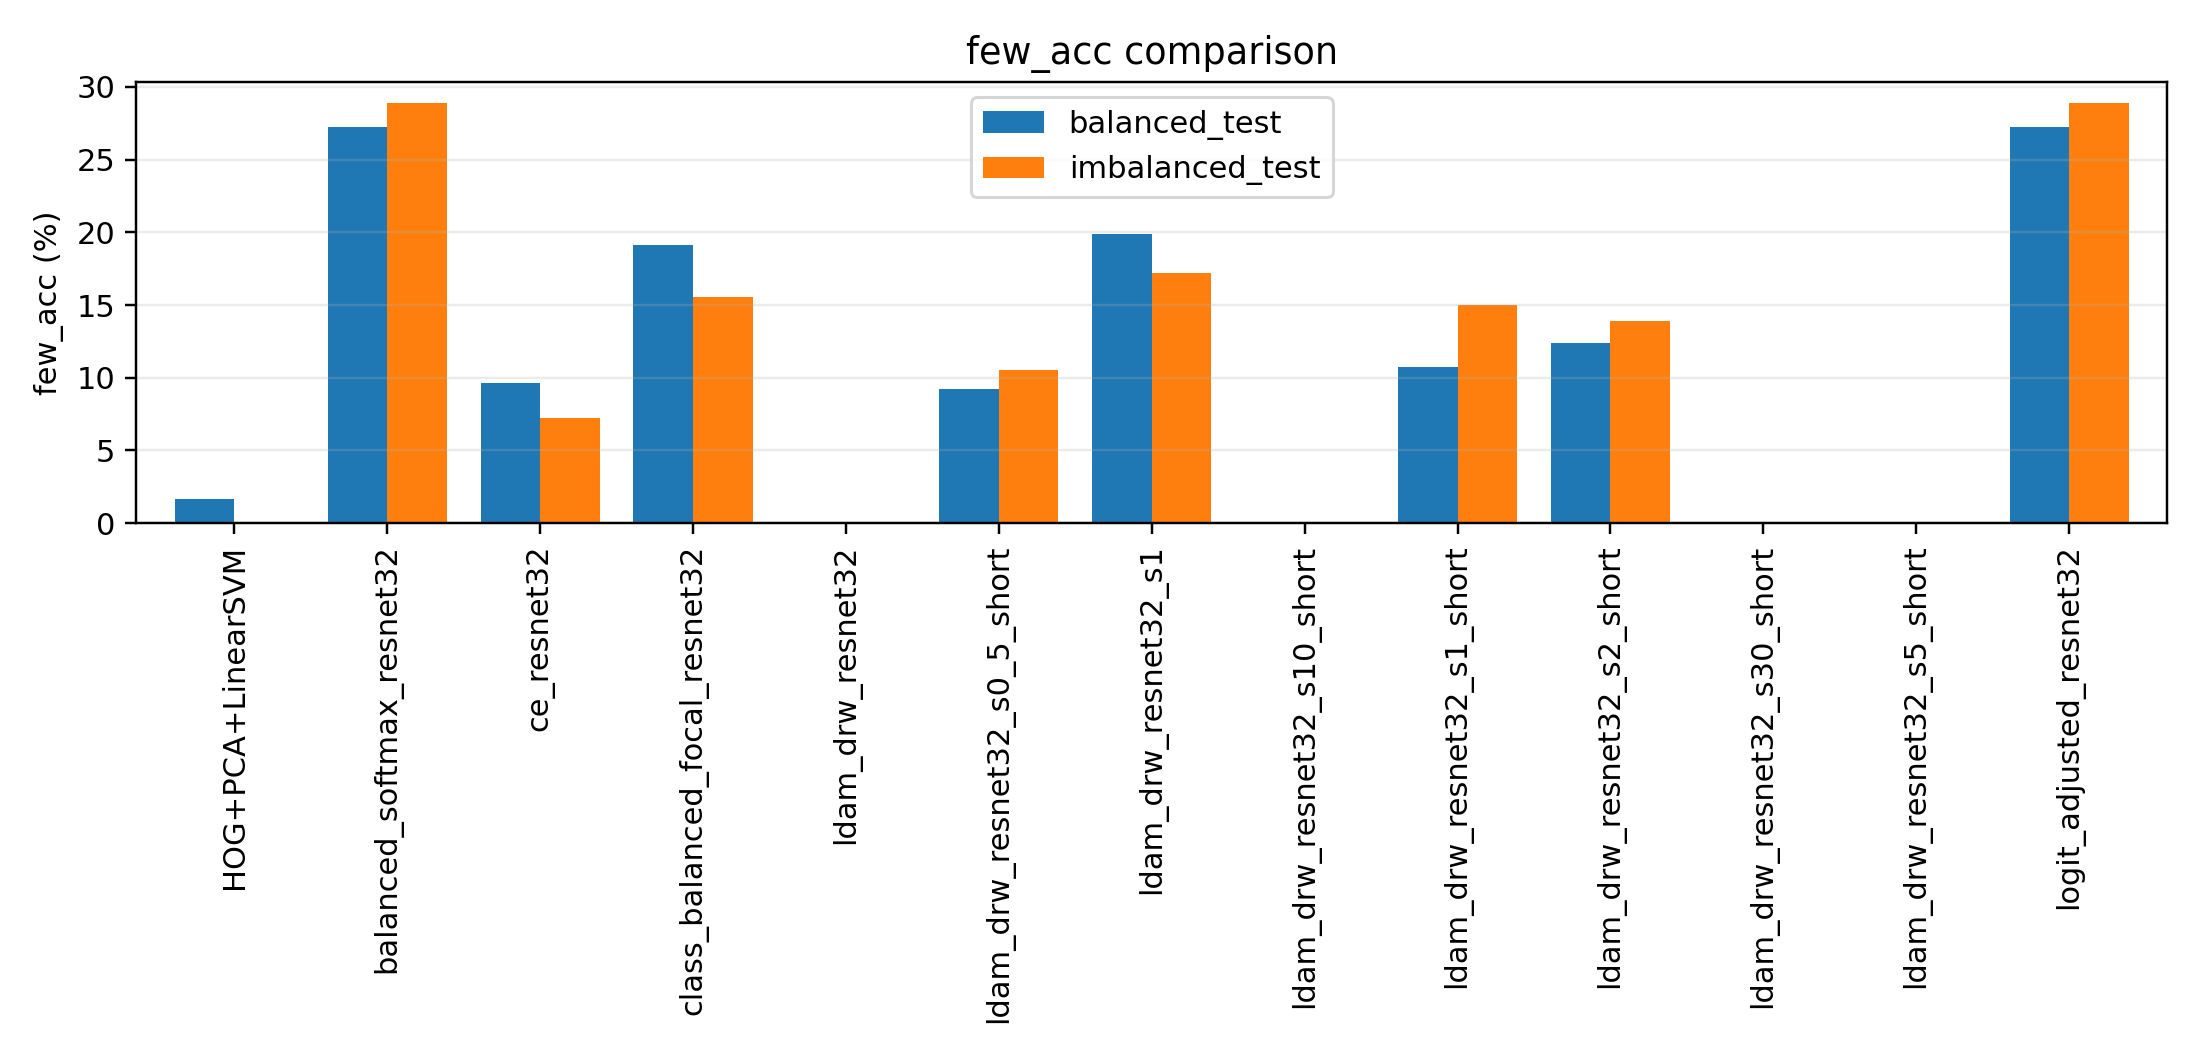 few_acc comparison
few_acc (%)
30
25
20
15
10
5
0
balanced_test
imbalanced_test
HOG+PCA+LinearSVM
balanced_softmax_resnet32
ce_resnet32
class_balanced_focal_resnet32
ldam_drw_resnet32
ldam_drw_resnet32_s0_5_short
ldam_drw_resnet32_s1
ldam_drw_resnet32_s10_short
ldam_drw_resnet32_s1_short
ldam_drw_resnet32_s2_short
ldam_drw_resnet32_s30_short
ldam_drw_resnet32_s5_short
logit_adjusted_resnet32